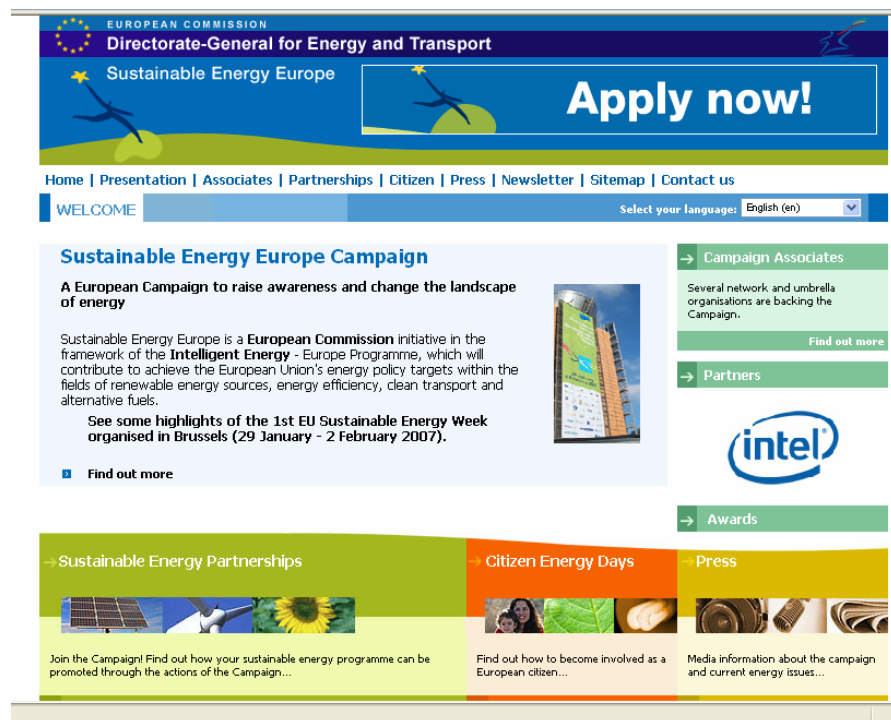 EUROPEAN COMMISSION
Directorate-General for Energy and Transport
Sustainable Energy Europe
Apply now!
Home | Presentation | Associates | Partnerships | Citizen | Press | Newsletter | Sitemap | Contact us
WELCOME
Select your language: English (en)
Sustainable Energy Europe Campaign
A European Campaign to raise awareness and change the landscape
of energy
Sustainable Energy Europe is a European Commission initiative in the
framework of the Intelligent Energy - Europe Programme, which will
contribute to achieve the European Union's energy policy targets within the
fields of renewable energy sources, energy efficiency, clean transport and
alternative fuels.
See some highlights of the 1st EU Sustainable Energy Week
organised in Brussels (29 January - 2 February 2007).
Find out more
Campaign Associates
Several network and umbrella
organisations are backing the
Campaign.
Find out more
Partners
intel
Awards
Sustainable Energy Partnerships
Join the Campaign! Find out how your sustainable energy programme can be
promoted through the actions of the Campaign...
Citizen Energy Days
Find out how to become involved as a
European citizen...
Press
Media information about the campaign
and current energy issues...